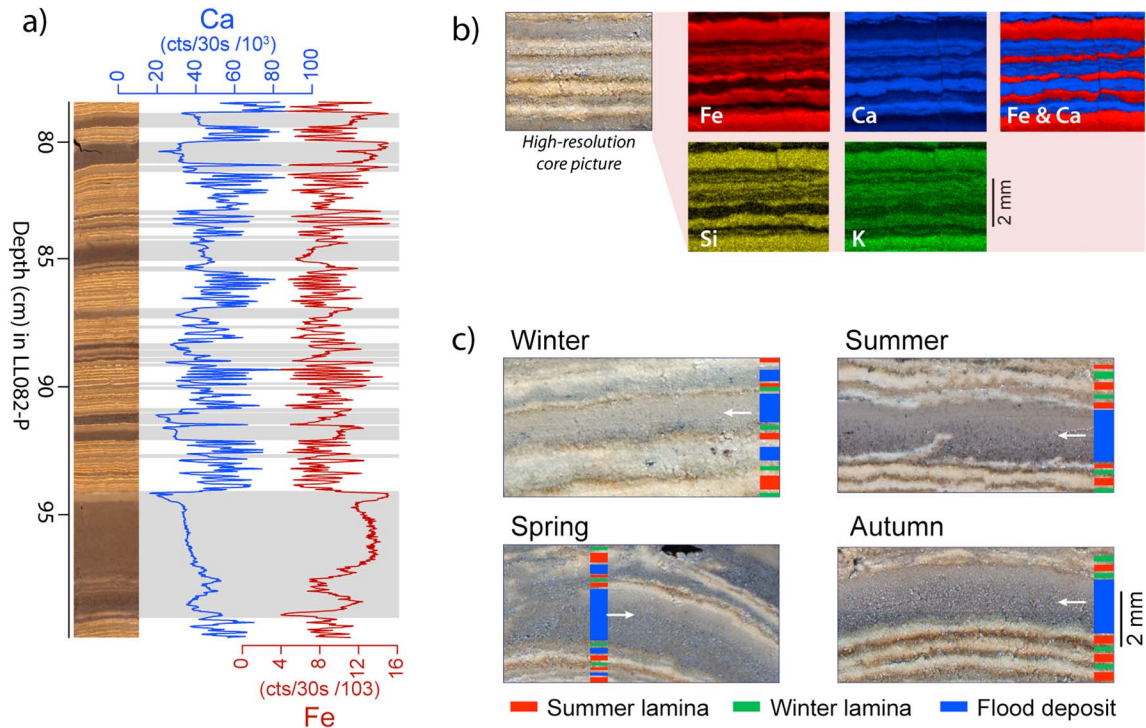 a)
Ca
(cts/30s /10³)
0
20
40
60
80
100
80
85
90
95
Depth (cm) in LL082-P
0
4
8
12
16
(cts/30s /103)
Fe
b)
High-resolution
core picture
Fe
Ca
Fe & Ca
Si
K
2 mm
c)
Winter
Summer
Spring
Autumn
2 mm
Summer lamina
Winter lamina
Flood deposit